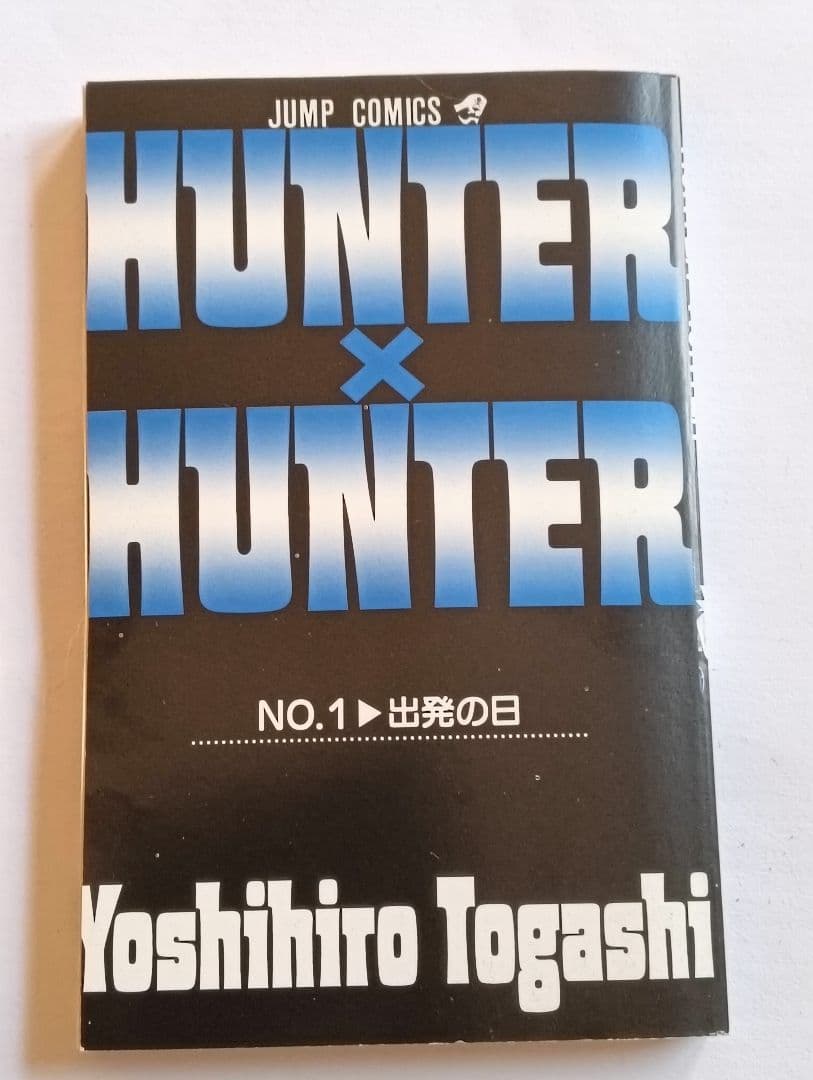 JUMP COMICS
HUNTER
×
HUNTER
NO.1▶出発の日
Yoshihiro Togashi